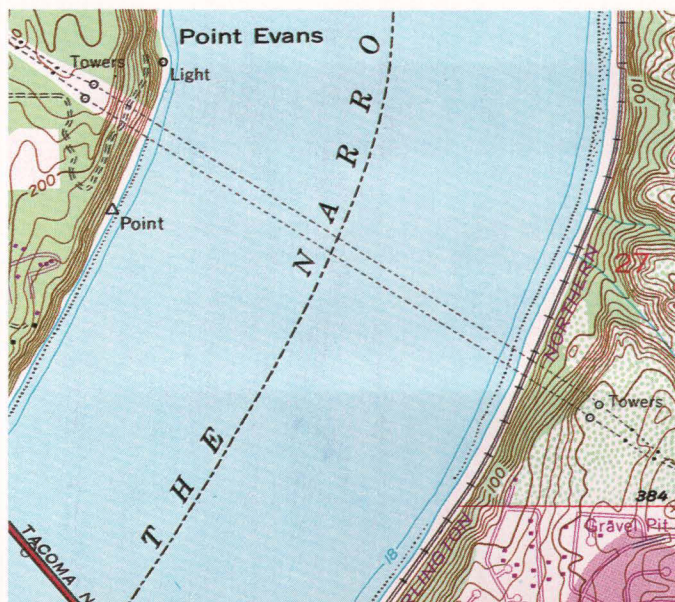 Point Evans
Towers
Light
100
200
Point
THE NARRO
NORTHERN
27
Towers
100
384
Gravel Pit
18
TACOMA N
RLINGTON